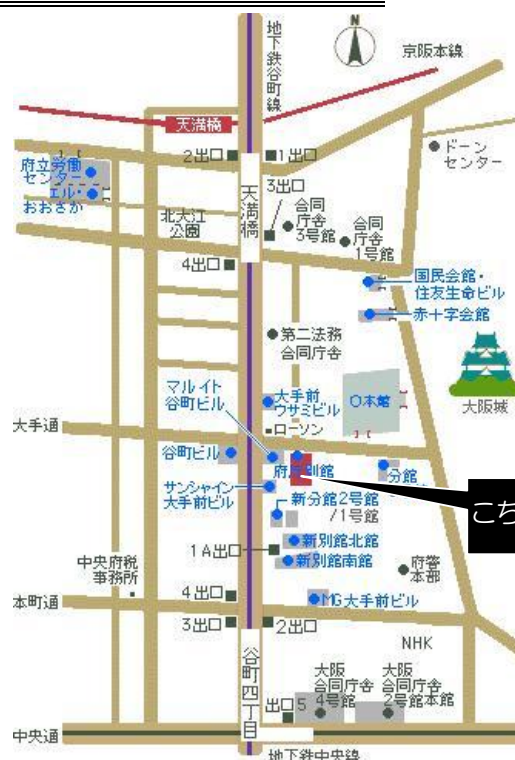 N
地下鉄谷町線
京阪本線
天満橋
2出口
1出口
ドーン
センター
府立労働
センター
エル・
おおさか
天満橋
3出口
合同
庁舎
3号館
合同
庁舎
1号館
北大江
公園
4出口
国民会館・
住友生命ビル
赤十字会館
第二法務
合同庁舎
大阪城
マルイト
谷町ビル
大手前
ウサミビル
本館
ローソン
大手通
谷町ビル
府庁別館
分館
サンシャイン
大手前ビル
新分館2号館
/1号館
こち
新別館北館
1A出口
新別館南館
中央府税
事務所
府警
本部
4出口
MG大手前ビル
本町通
3出口
2出口
NHK
谷町四丁目
大阪
合同庁舎
4号館
大阪
合同庁舎
2号館本館
出口5
中央通
地下鉄中央線